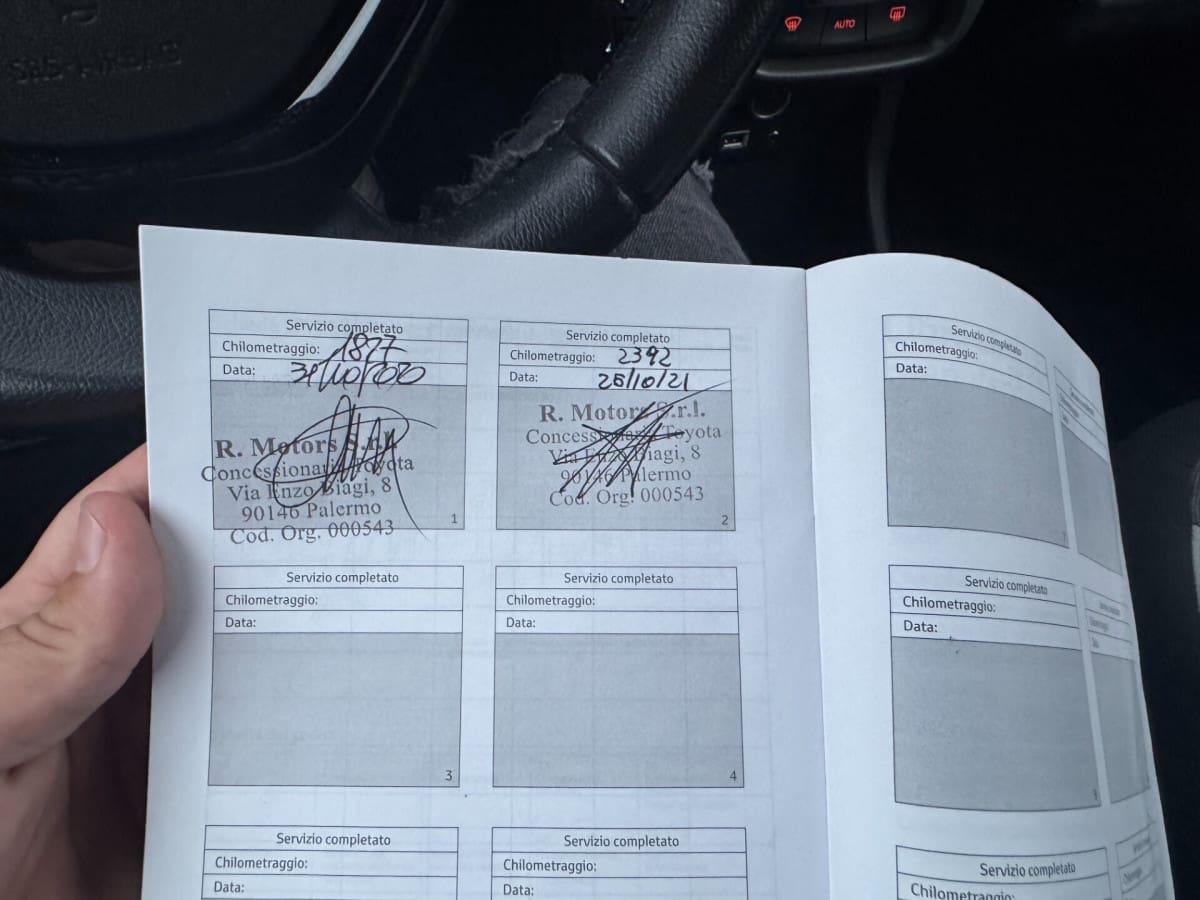 SRS-AIRBAG
AUTO
Servizio completato
Chilometraggio: 1827
Data: 31/10/2020
R. Motors S.r.l.
Concessionaria Toyota
Via Enzo Biagi, 8
90146 Palermo
Cod. Org. 000543
1
Servizio completato
Chilometraggio: 2392
Data: 25/10/21
R. Motors S.r.l.
Concessionaria Toyota
Via Enzo Biagi, 8
90146 Palermo
Cod. Org. 000543
2
Servizio completato
Chilometraggio:
Data:
3
Servizio completato
Chilometraggio:
Data:
4
Servizio completato
Chilometraggio:
Data:
Servizio completato
Chilometraggio:
Data:
Servizio completato
Chilometraggio:
Data:
Servizio completato
Chilometraggio:
Data:
Servizio completato
Chilometraggio: